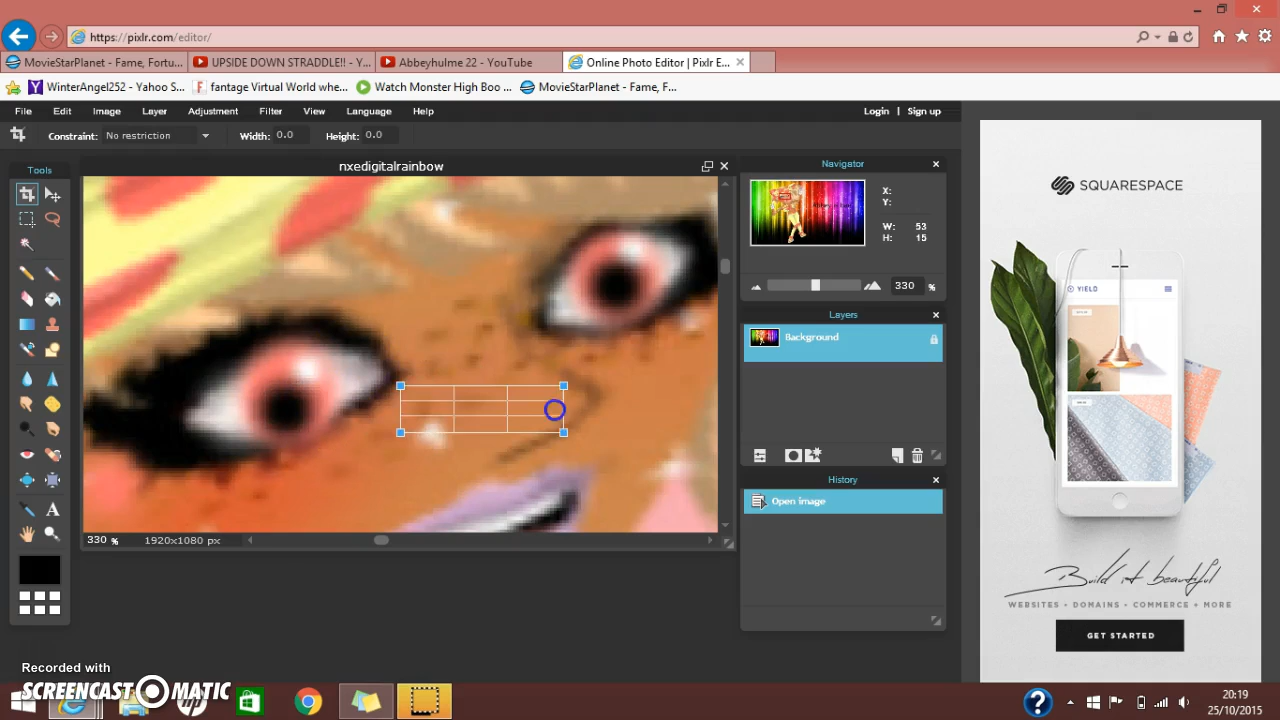 https://pixlr.com/editor/
MovieStarPlanet - Fame, Fortu...
UPSIDE DOWN STRADDLE!! - Y...
Abbeyhulme 22 - YouTube
Online Photo Editor | Pixlr E...
WinterAngel252 - Yahoo S...
fantage Virtual World whe...
Watch Monster High Boo ...
MovieStarPlanet - Fame, F...
File Edit Image Layer Adjustment Filter View Language Help
Login | Sign up
Constraint: No restriction Width: 0.0 Height: 0.0
Tools
nxedigitalrainbow
Navigator
X:
Y:
W: 53
H: 15
330 %
Layers
Background
History
Open image
330 % 1920x1080 px
SQUARESPACE
YIELD
Build it beautiful
WEBSITES • DOMAINS • COMMERCE + MORE
GET STARTED
Recorded with
SCREENCAST MATIC
20:19
25/10/2015